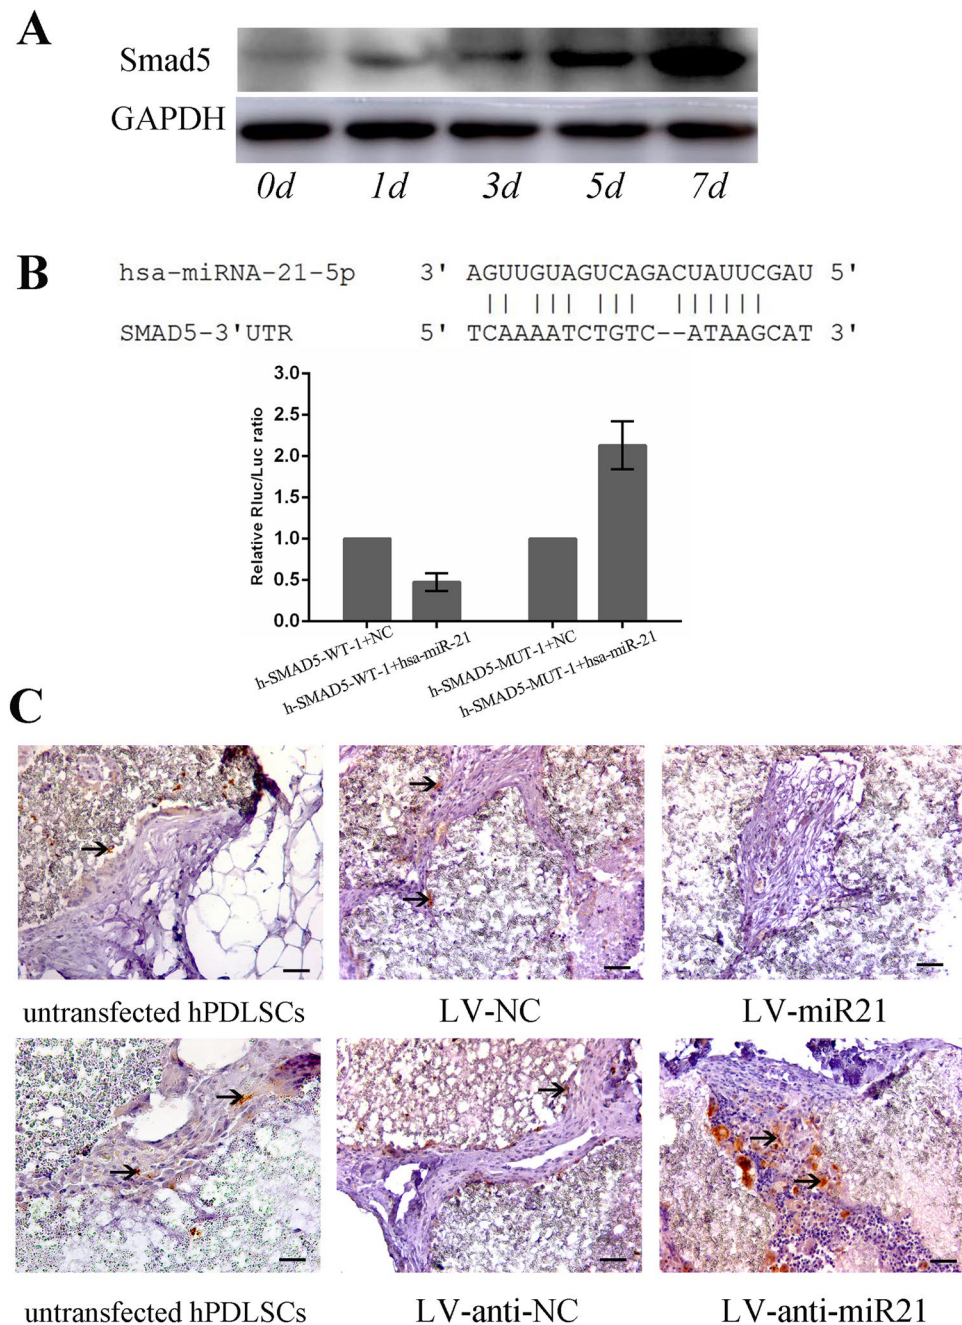 A
Smad5
GAPDH
0d 1d 3d 5d 7d
B
hsa-miRNA-21-5p 3' AGUUGUAGUCAGACUAUUCGAU 5'
|| ||| ||| ||||||
SMAD5-3'UTR 5' TCAAAATCTGTC--ATAAGCAT 3'
Relative Rluc/Luc ratio
3.0
2.5
2.0
1.5
1.0
0.5
0.0
h-SMAD5-WT-1+NC
h-SMAD5-WT-1+hsa-miR-21
h-SMAD5-MUT-1+NC
h-SMAD5-MUT-1+hsa-miR-21
C
untransfected hPDLSCs LV-NC LV-miR21
untransfected hPDLSCs LV-anti-NC LV-anti-miR21